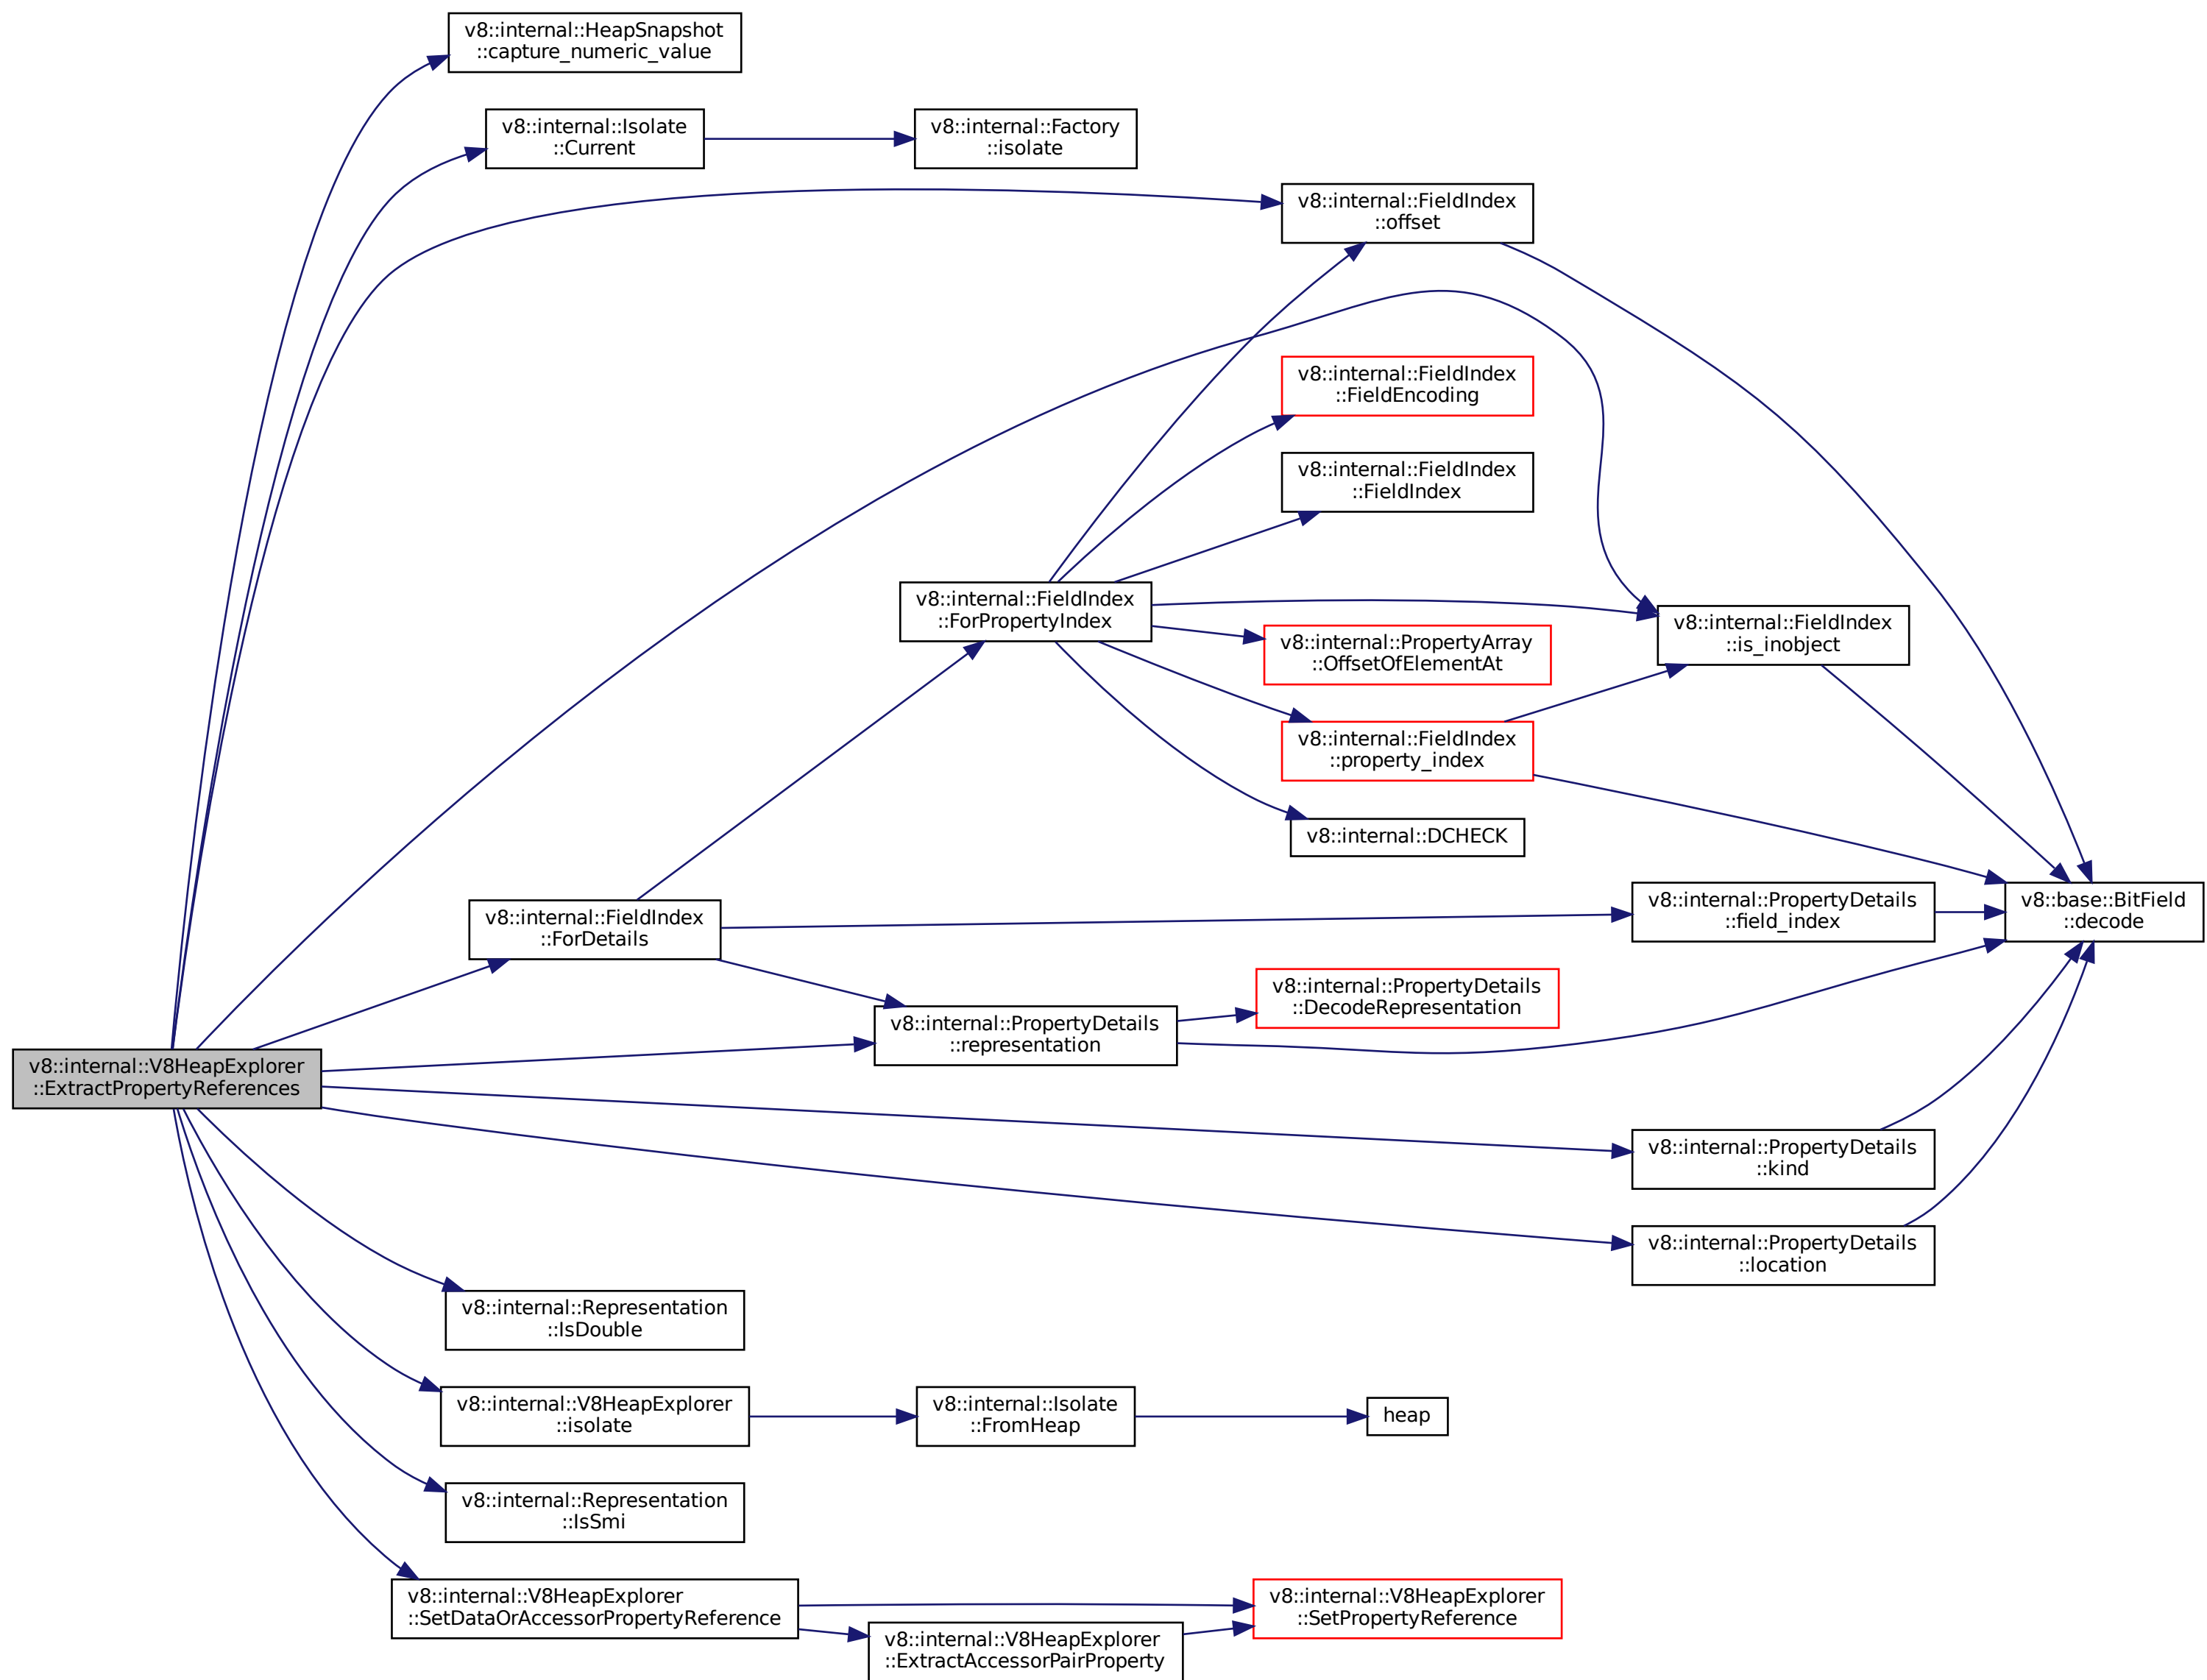 v8::internal::HeapSnapshot
::capture_numeric_value
v8::internal::Isolate
::Current
v8::internal::Factory
::isolate
v8::internal::FieldIndex
::offset
v8::internal::FieldIndex
::FieldEncoding
v8::internal::FieldIndex
::FieldIndex
v8::internal::FieldIndex
::ForPropertyIndex
v8::internal::FieldIndex
::is_inobject
v8::internal::PropertyArray
::OffsetOfElementAt
v8::internal::FieldIndex
::property_index
v8::internal::DCHECK
v8::internal::FieldIndex
::ForDetails
v8::internal::PropertyDetails
::field_index
v8::base::BitField
::decode
v8::internal::PropertyDetails
::DecodeRepresentation
v8::internal::PropertyDetails
::representation
v8::internal::V8HeapExplorer
::ExtractPropertyReferences
v8::internal::PropertyDetails
::kind
v8::internal::PropertyDetails
::location
v8::internal::Representation
::IsDouble
v8::internal::V8HeapExplorer
::isolate
v8::internal::Isolate
::FromHeap
heap
v8::internal::Representation
::IsSmi
v8::internal::V8HeapExplorer
::SetDataOrAccessorPropertyReference
v8::internal::V8HeapExplorer
::SetPropertyReference
v8::internal::V8HeapExplorer
::ExtractAccessorPairProperty